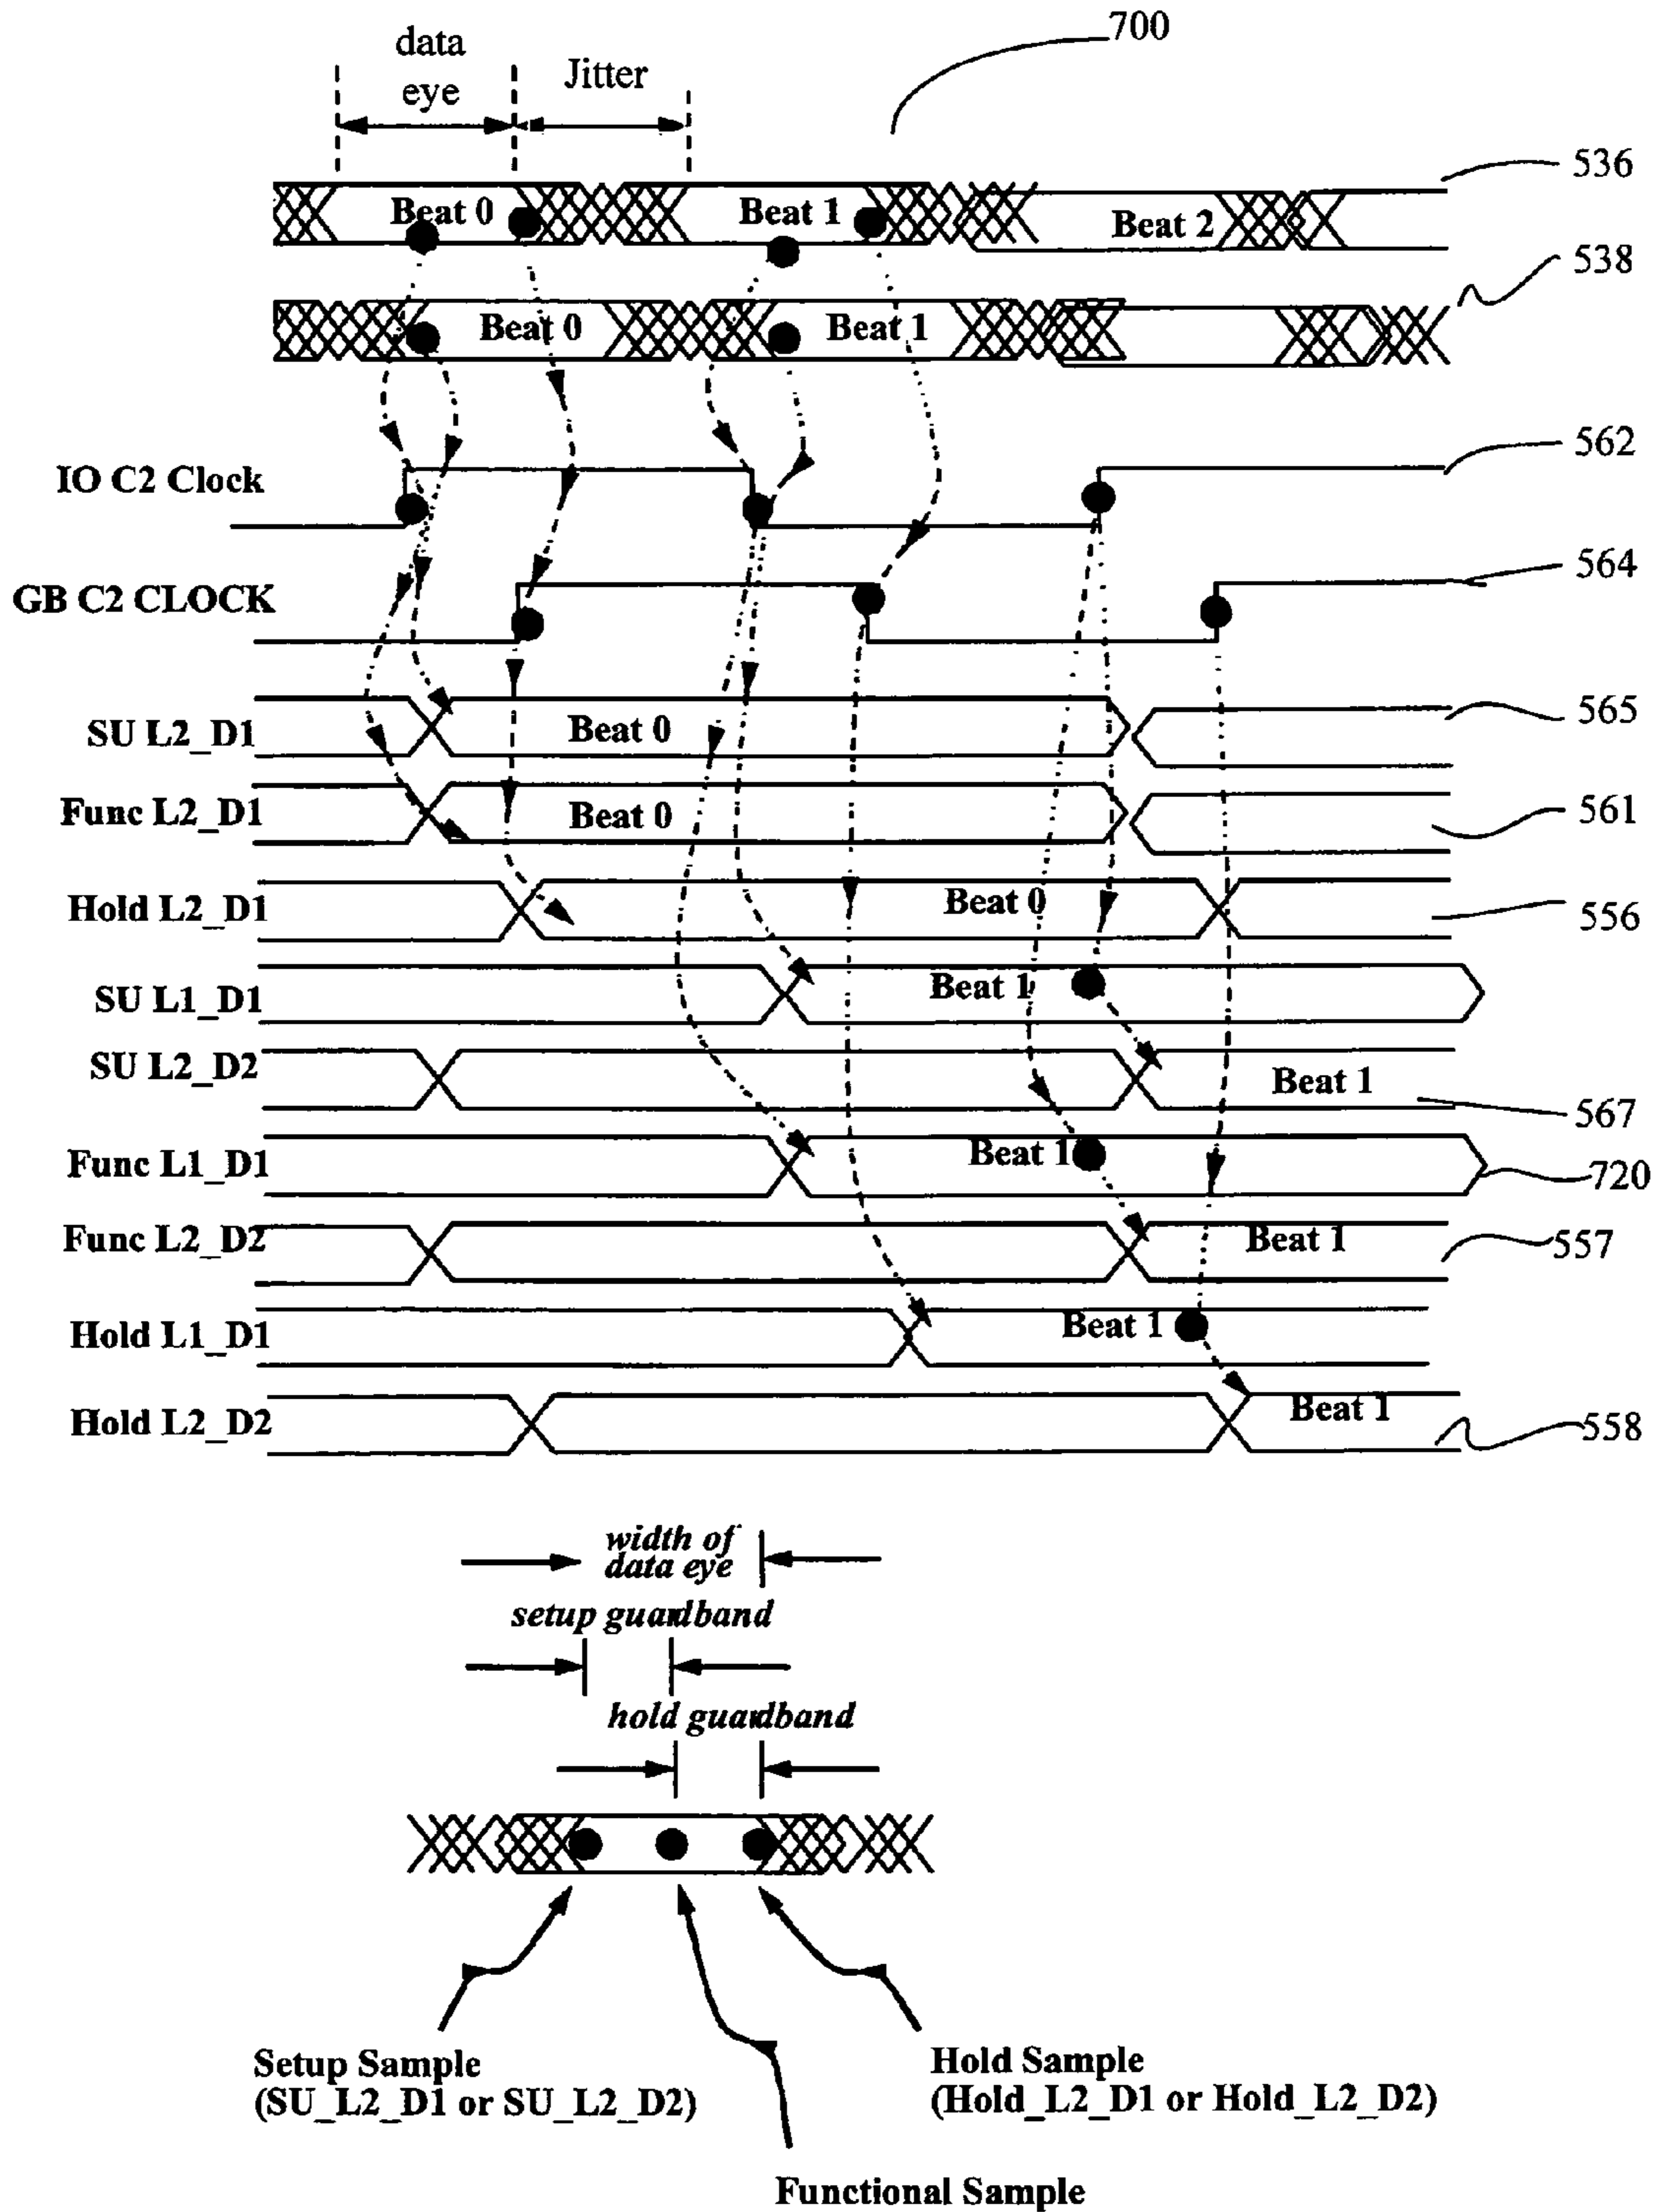 700
data
eye
Jitter
536
Beat 0
Beat 1
Beat 2
538
Beat 0
Beat 1
562
IO C2 Clock
564
GB C2 CLOCK
565
SU L2_D1
Beat 0
561
Func L2_D1
Beat 0
Hold L2_D1
Beat 0
556
SU L1_D1
Beat 1
SU L2_D2
Beat 1
567
Func L1_D1
Beat 1
720
Func L2_D2
Beat 1
557
Hold L1_D1
Beat 1
Hold L2_D2
Beat 1
558
width of
data eye
setup guardband
hold guardband
Setup Sample
(SU_L2_D1 or SU_L2_D2)
Hold Sample
(Hold_L2_D1 or Hold_L2_D2)
Functional Sample